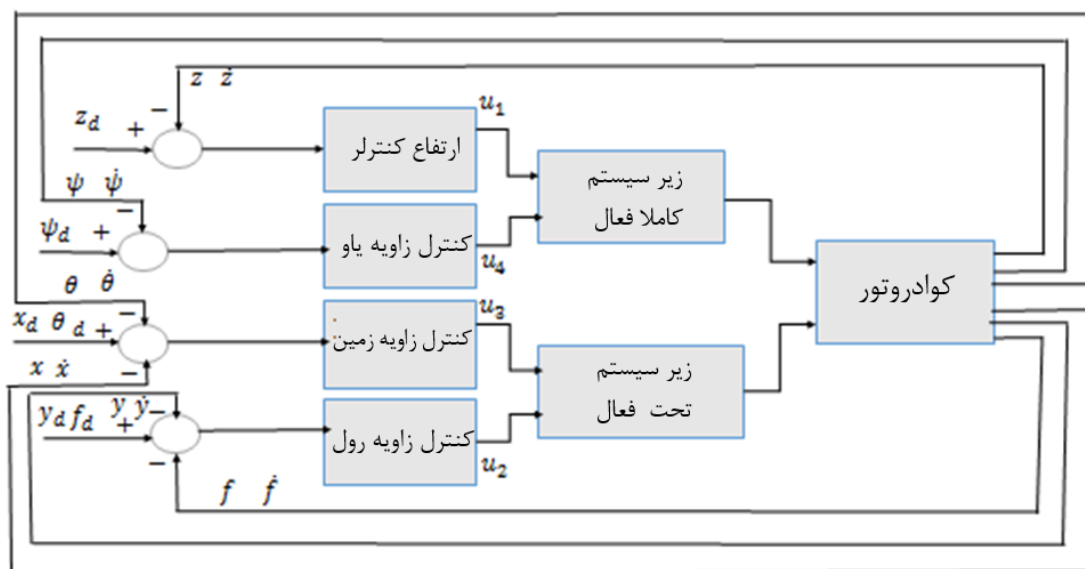 z ż
z_d + −
ارتفاع کنترلر
u_1
زیر سیستم
کاملا فعال
ψ ψ̇
−
ψ_d +
کنترل زاویه یاو
u_4
کوادروتور
θ θ̇
−
x_d θ_d +
کنترل زاویه زمین
u_3
x ẋ
−
زیر سیستم
تحت فعال
y_d f_d + y ẏ −
−
کنترل زاویه رول
u_2
f ḟ